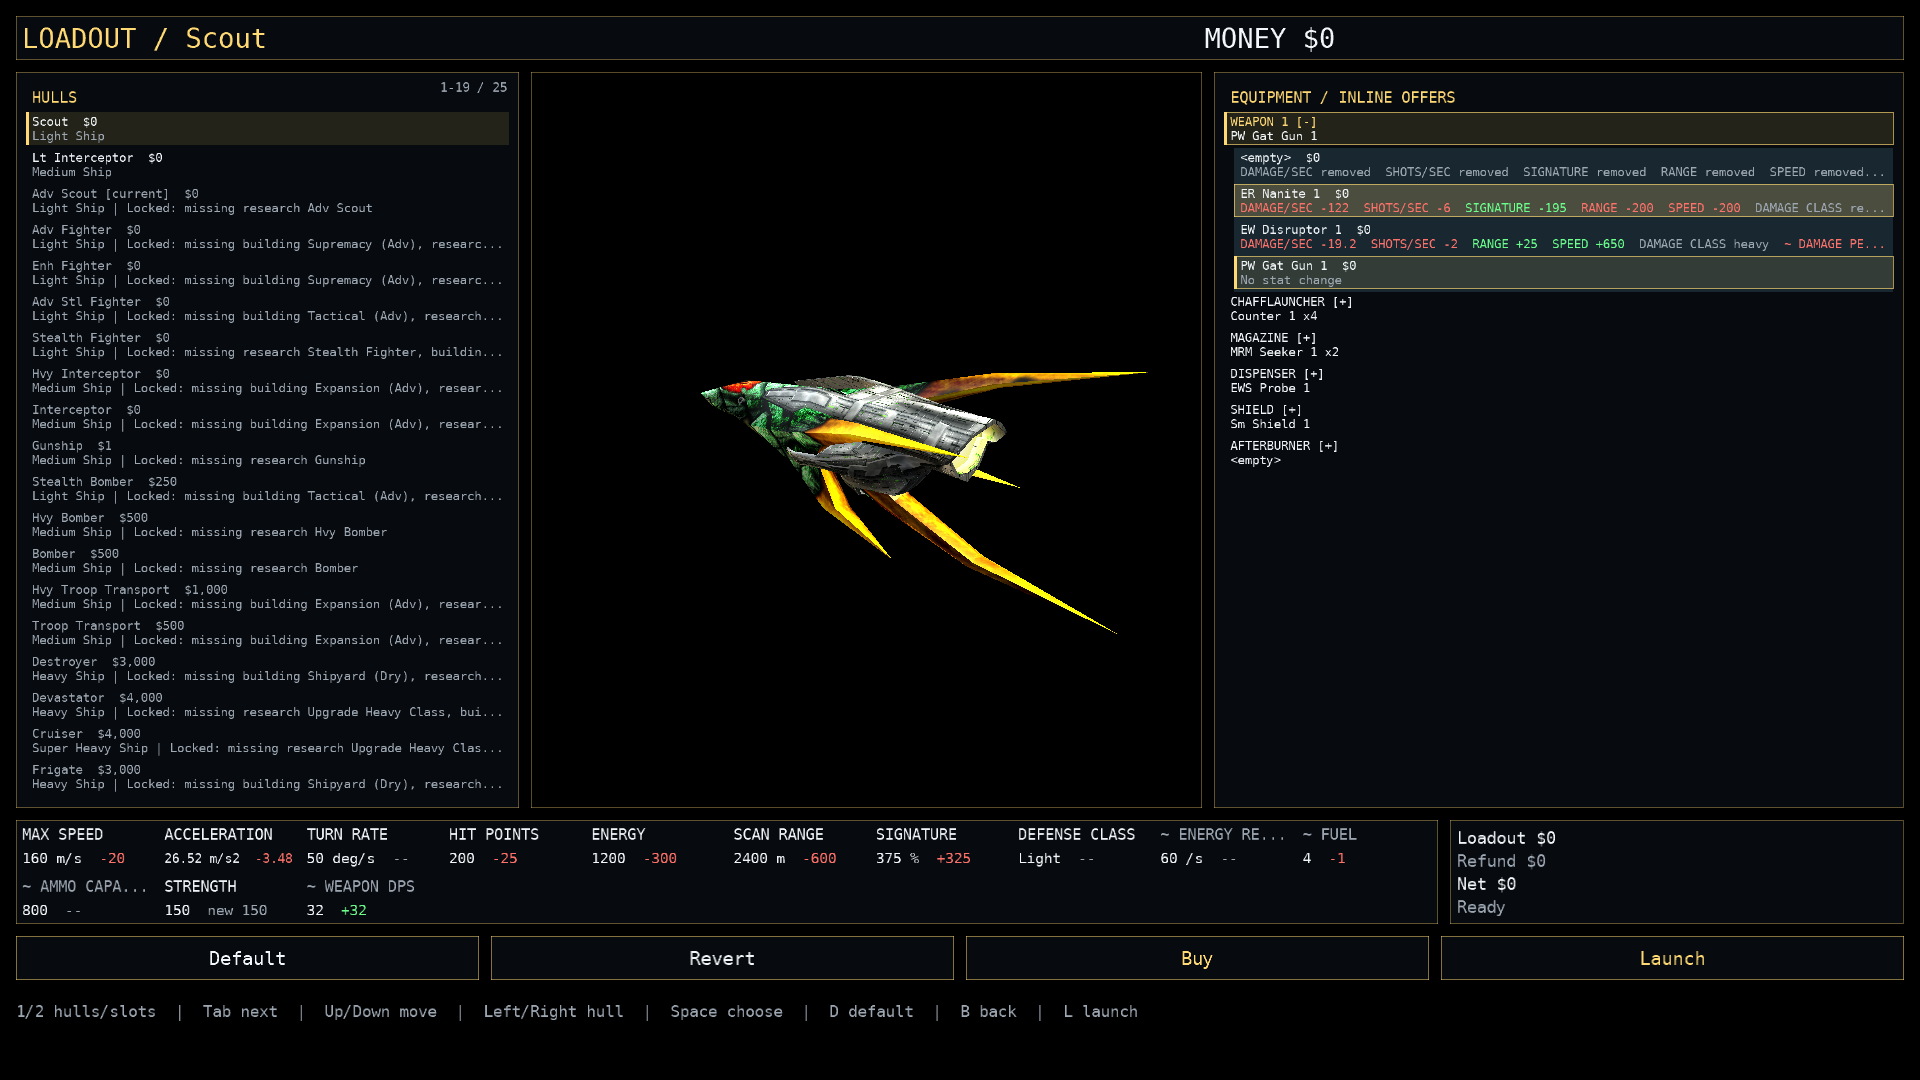 LOADOUT / Scout
MONEY $0
HULLS
1-19 / 25
Scout $0
Light Ship
Lt Interceptor $0
Medium Ship
Adv Scout [current] $0
Light Ship | Locked: missing research Adv Scout
Adv Fighter $0
Light Ship | Locked: missing building Supremacy (Adv), researc...
Enh Fighter $0
Light Ship | Locked: missing building Supremacy (Adv), researc...
Adv Stl Fighter $0
Light Ship | Locked: missing building Tactical (Adv), research...
Stealth Fighter $0
Light Ship | Locked: missing research Stealth Fighter, buildin...
Hvy Interceptor $0
Medium Ship | Locked: missing building Expansion (Adv), resear...
Interceptor $0
Medium Ship | Locked: missing building Expansion (Adv), resear...
Gunship $1
Medium Ship | Locked: missing research Gunship
Stealth Bomber $250
Light Ship | Locked: missing building Tactical (Adv), research...
Hvy Bomber $500
Medium Ship | Locked: missing research Hvy Bomber
Bomber $500
Medium Ship | Locked: missing research Bomber
Hvy Troop Transport $1,000
Medium Ship | Locked: missing building Expansion (Adv), resear...
Troop Transport $500
Medium Ship | Locked: missing building Expansion (Adv), resear...
Destroyer $3,000
Heavy Ship | Locked: missing building Shipyard (Dry), research...
Devastator $4,000
Heavy Ship | Locked: missing research Upgrade Heavy Class, bui...
Cruiser $4,000
Super Heavy Ship | Locked: missing research Upgrade Heavy Clas...
Frigate $3,000
Heavy Ship | Locked: missing building Shipyard (Dry), research...
EQUIPMENT / INLINE OFFERS
WEAPON 1 [-]
PW Gat Gun 1
<empty> $0
DAMAGE/SEC removed SHOTS/SEC removed SIGNATURE removed RANGE removed SPEED removed...
ER Nanite 1 $0
DAMAGE/SEC -122 SHOTS/SEC -6 SIGNATURE -195 RANGE -200 SPEED -200 DAMAGE CLASS re...
EW Disruptor 1 $0
DAMAGE/SEC -19.2 SHOTS/SEC -2 RANGE +25 SPEED +650 DAMAGE CLASS heavy ~ DAMAGE PE...
PW Gat Gun 1 $0
No stat change
CHAFFLAUNCHER [+]
Counter 1 x4
MAGAZINE [+]
MRM Seeker 1 x2
DISPENSER [+]
EWS Probe 1
SHIELD [+]
Sm Shield 1
AFTERBURNER [+]
<empty>
MAX SPEED ACCELERATION TURN RATE HIT POINTS ENERGY SCAN RANGE SIGNATURE DEFENSE CLASS ~ ENERGY RE... ~ FUEL
160 m/s -20 26.52 m/s2 -3.48 50 deg/s -- 200 -25 1200 -300 2400 m -600 375 % +325 Light -- 60 /s -- 4 -1
~ AMMO CAPA... STRENGTH ~ WEAPON DPS
800 -- 150 new 150 32 +32
Loadout $0
Refund $0
Net $0
Ready
Default Revert Buy Launch
1/2 hulls/slots | Tab next | Up/Down move | Left/Right hull | Space choose | D default | B back | L launch